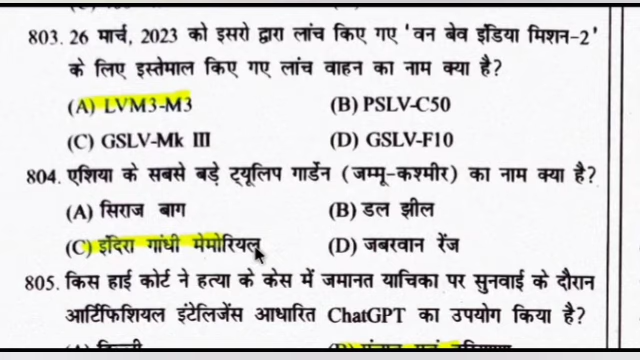 803. 26 मार्च, 2023 को इसरो द्वारा लांच किए गए 'वन बेव इंडिया मिशन-2'
के लिए इस्तेमाल किए गए लांच वाहन का नाम क्या है?
(A) LVM3-M3 (B) PSLV-C50
(C) GSLV-Mk III (D) GSLV-F10
804. एशिया के सबसे बड़े ट्यूलिप गार्डेन (जम्मू-कश्मीर) का नाम क्या है?
(A) सिराज बाग (B) डल झील
(C) इंदिरा गांधी मेमोरियल (D) जबरवान रेंज
805. किस हाई कोर्ट ने हत्या के केस में जमानत याचिका पर सुनवाई के दौरान
आर्टिफिशियल इंटेलिजेंस आधारित ChatGPT का उपयोग किया है?